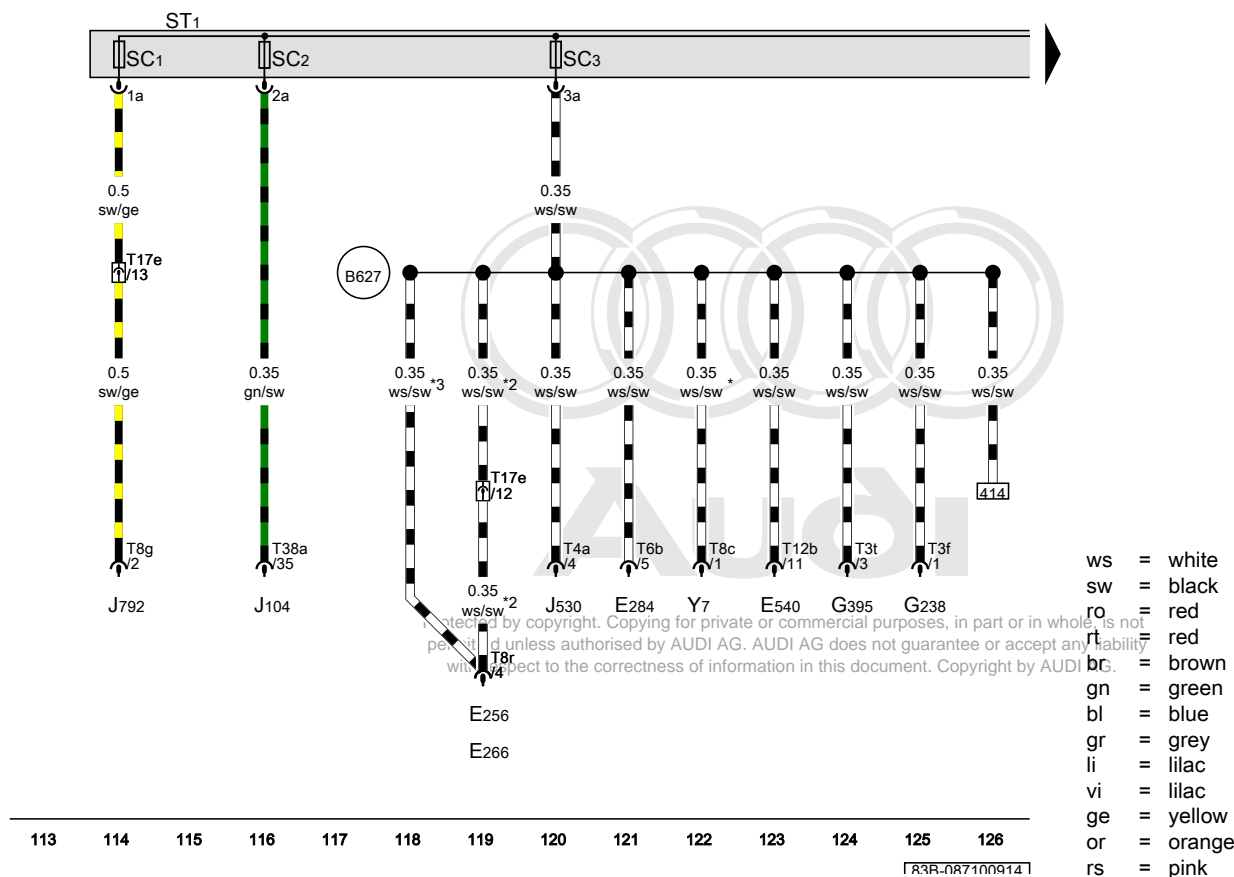 ST1
SC1
SC2
SC3
1a
2a
3a
0.5
sw/ge
0.35
ws/sw
T17e
/13
B627
0.5
sw/ge
0.35
gn/sw
0.35
ws/sw*3
0.35
ws/sw*2
0.35
ws/sw
0.35
ws/sw
0.35
ws/sw*
0.35
ws/sw
0.35
ws/sw
0.35
ws/sw
0.35
ws/sw
T17e
/12
414
Audi
T8g
/2
T38a
/35
T4a
/4
T6b
/5
T8c
/1
T12b
/11
T3t
/3
T3f
/1
J792
J104
0.35
ws/sw*2
J530
E284
Y7
E540
G395
G238
by copyright. Copying for private or commercial purposes, in part or in whole, is not
unless authorised by AUDI AG. AUDI AG does not guarantee or accept any liability
to the correctness of information in this document. Copyright by AUDI AG.
T8r
/4
E256
E266
ws = white
sw = black
ro = red
rt = red
br = brown
gn = green
bl = blue
gr = grey
li = lilac
vi = lilac
ge = yellow
or = orange
rs = pink
113 114 115 116 117 118 119 120 121 122 123 124 125 126
83B-087100914